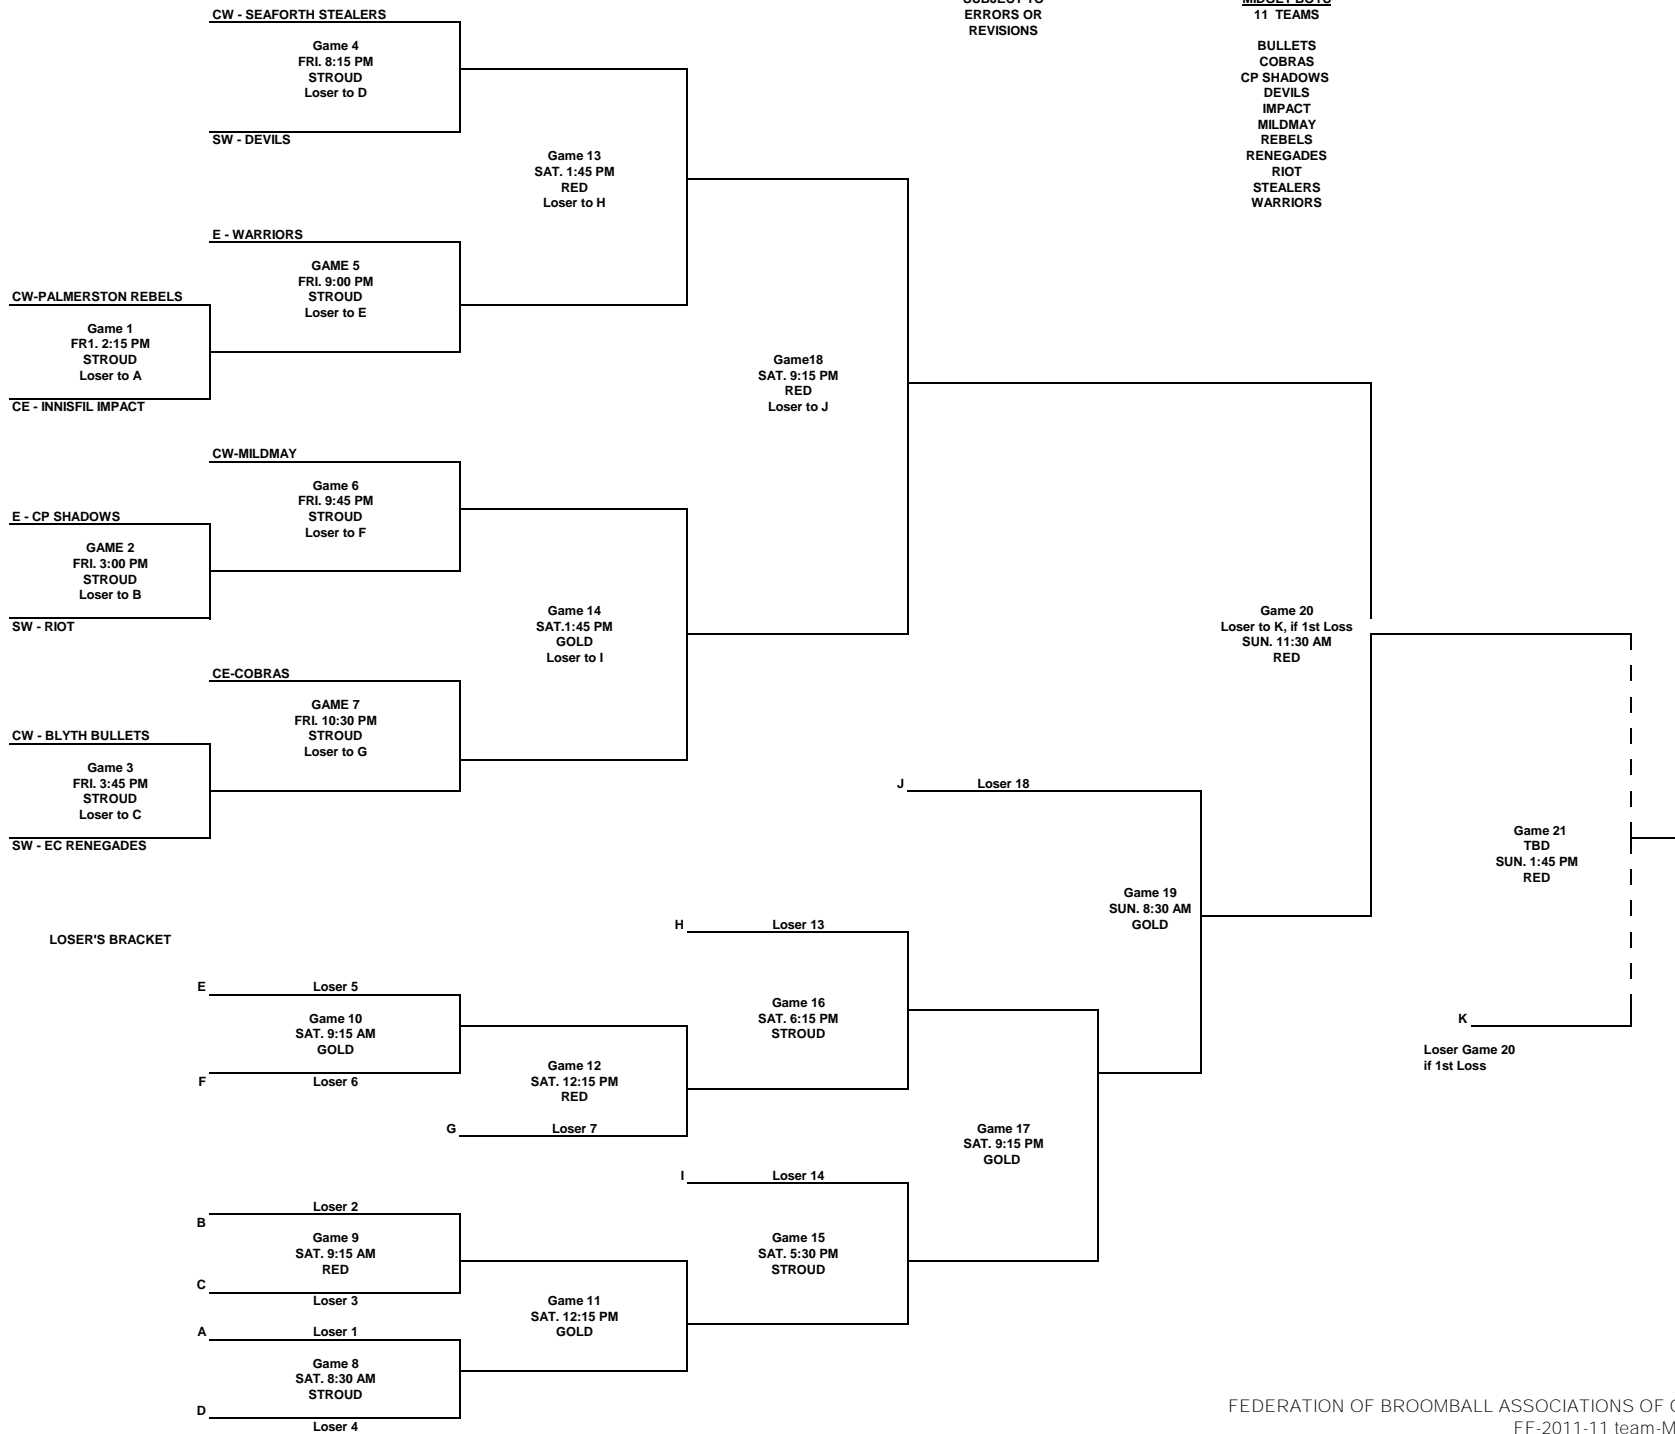 CW - SEAFORTH STEALERS
Game 4
FRI. 8:15 PM
STROUD
Loser to D
SW - DEVILS
ERRORS OR
REVISIONS
11 TEAMS
BULLETS
COBRAS
CP SHADOWS
DEVILS
IMPACT
MILDMAY
REBELS
RENEGADES
RIOT
STEALERS
WARRIORS
Game 13
SAT. 1:45 PM
RED
Loser to H
E - WARRIORS
GAME 5
FRI. 9:00 PM
STROUD
Loser to E
CW-PALMERSTON REBELS
Game 1
FR1. 2:15 PM
STROUD
Loser to A
CE - INNISFIL IMPACT
Game18
SAT. 9:15 PM
RED
Loser to J
CW-MILDMAY
Game 6
FRI. 9:45 PM
STROUD
Loser to F
E - CP SHADOWS
GAME 2
FRI. 3:00 PM
STROUD
Loser to B
SW - RIOT
Game 14
SAT.1:45 PM
GOLD
Loser to I
Game 20
Loser to K, if 1st Loss
SUN. 11:30 AM
RED
CE-COBRAS
GAME 7
FRI. 10:30 PM
STROUD
Loser to G
CW - BLYTH BULLETS
Game 3
FRI. 3:45 PM
STROUD
Loser to C
SW - EC RENEGADES
J Loser 18
Game 21
TBD
SUN. 1:45 PM
RED
Game 19
SUN. 8:30 AM
GOLD
LOSER'S BRACKET
H Loser 13
E Loser 5
Game 10
SAT. 9:15 AM
GOLD
F Loser 6
Game 16
SAT. 6:15 PM
STROUD
K
Loser Game 20
if 1st Loss
Game 12
SAT. 12:15 PM
RED
G Loser 7
Game 17
SAT. 9:15 PM
GOLD
I Loser 14
Loser 2
B
Game 9
SAT. 9:15 AM
RED
C
Loser 3
Game 15
SAT. 5:30 PM
STROUD
Game 11
SAT. 12:15 PM
GOLD
A Loser 1
Game 8
SAT. 8:30 AM
STROUD
D
Loser 4
FEDERATION OF BROOMBALL ASSOCIATIONS OF
FF-2011-11 team-M